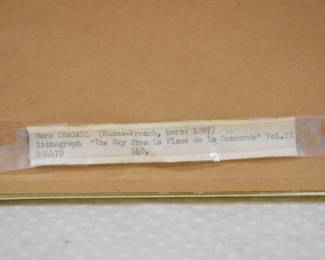 Marc CHAGALL (Russo-French, born: 1887)
lithograph "The Sky from la Place de la Concorde" Vol.II